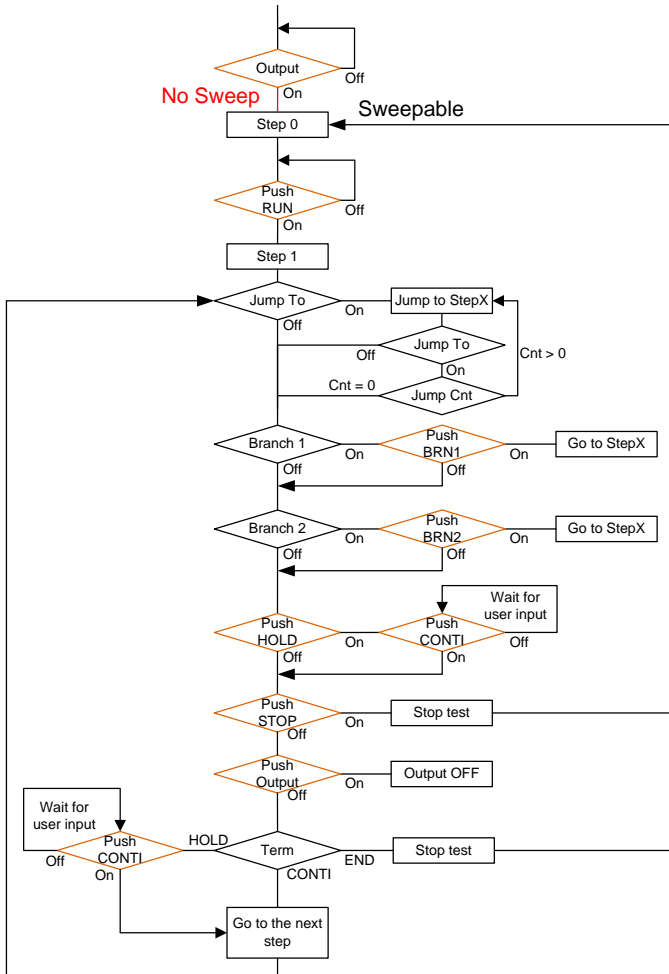 Output
Off
On
No Sweep
Sweepable
Step 0
Push
RUN
Off
On
Step 1
Jump To
On
Jump to StepX
Off
Jump To
Off
On
Cnt > 0
Cnt = 0
Jump Cnt
Branch 1
On
Push
BRN1
On
Go to StepX
Off
Off
Branch 2
On
Push
BRN2
On
Go to StepX
Off
Off
Wait for
user input
Push
HOLD
On
Push
CONTI
Off
Off
On
Push
STOP
On
Stop test
Off
Push
Output
On
Output OFF
Off
Wait for
user input
Push
CONTI
HOLD
Term
END
Stop test
Off
On
CONTI
Go to the next
step